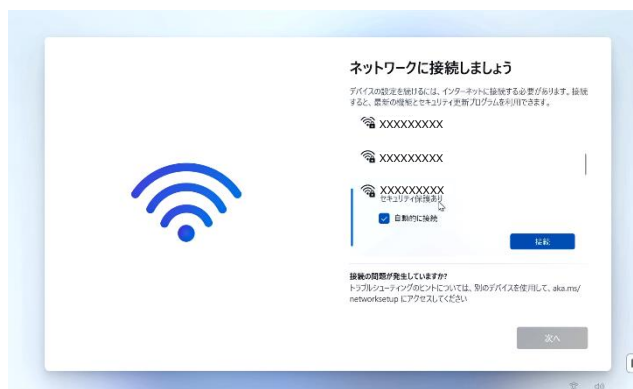 ネットワークに接続しましょう
デバイスの設定を続けるには、インターネットに接続する必要があります。接続
すると、最新の機能とセキュリティ更新プログラムを利用できます。
XXXXXXXXX
XXXXXXXXX
XXXXXXXXX
セキュリティ保護あり
自動的に接続
接続
接続の問題が発生していますか?
トラブルシューティングのヒントについては、別のデバイスを使用して、aka.ms/
networksetup にアクセスしてください
次へ